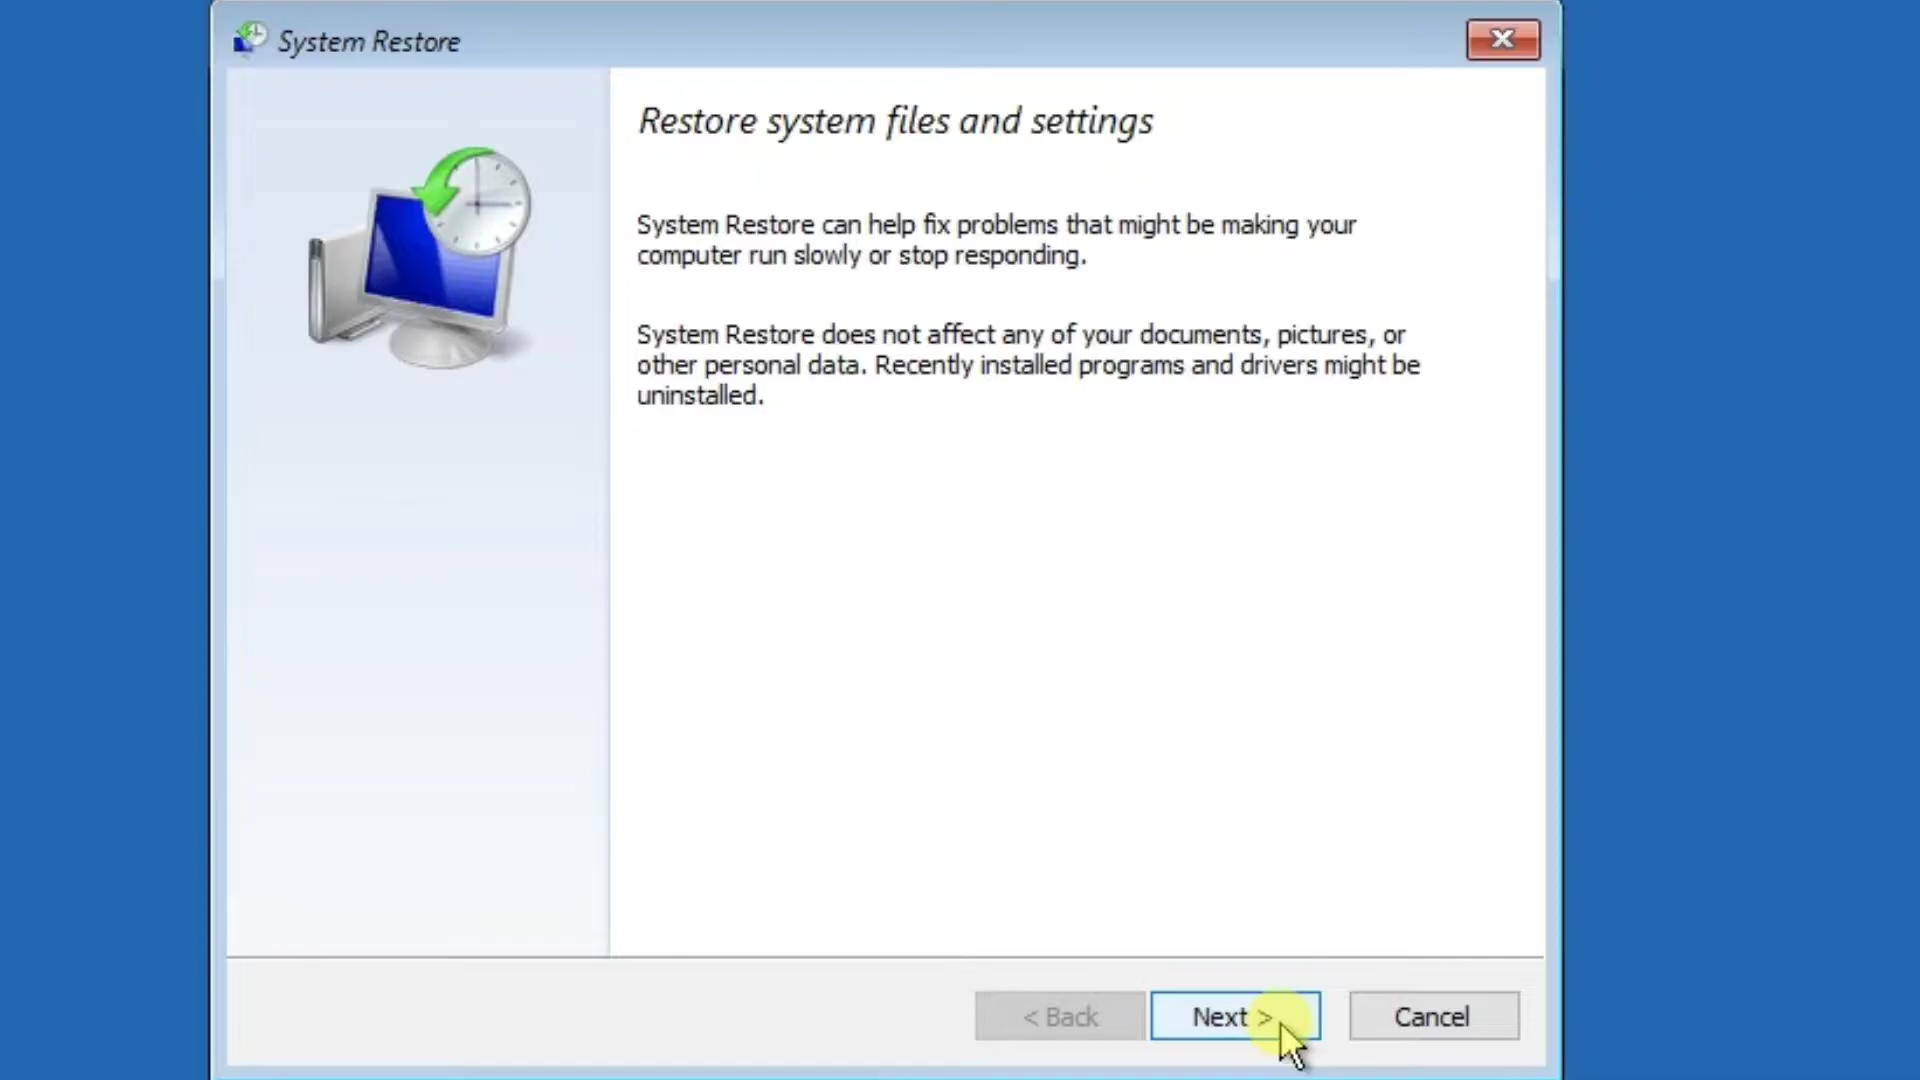 System Restore
Restore system files and settings
System Restore can help fix problems that might be making your
computer run slowly or stop responding.
System Restore does not affect any of your documents, pictures, or
other personal data. Recently installed programs and drivers might be
uninstalled.
< Back
Next >
Cancel